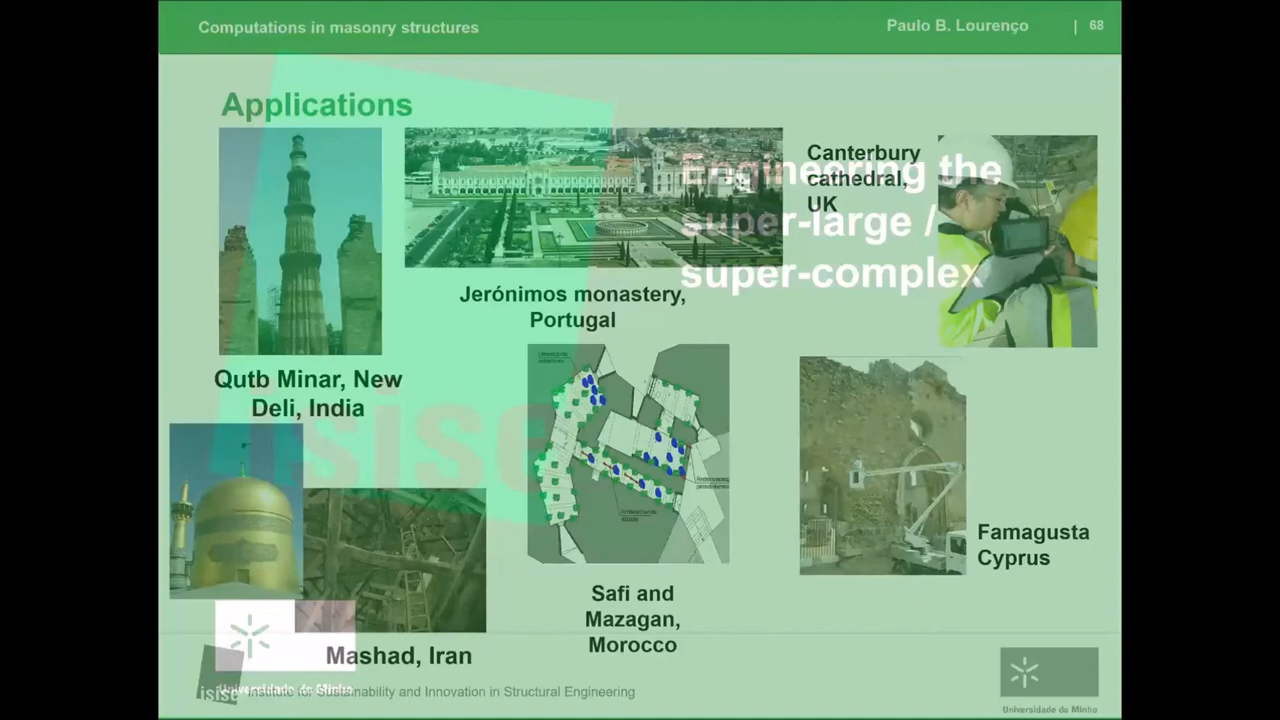 Computations in masonry structures
Paulo B. Lourenço
| 68
Applications
Engineering the
super-large /
super-complex
Canterbury
cathedral,
UK
Jerónimos monastery,
Portugal
Qutb Minar, New
Deli, India
isise
Famagusta
Cyprus
Safi and
Mazagan,
Morocco
Mashad, Iran
isise
Universidade do Minho
Institute for Sustainability and Innovation in Structural Engineering
Universidade do Minho